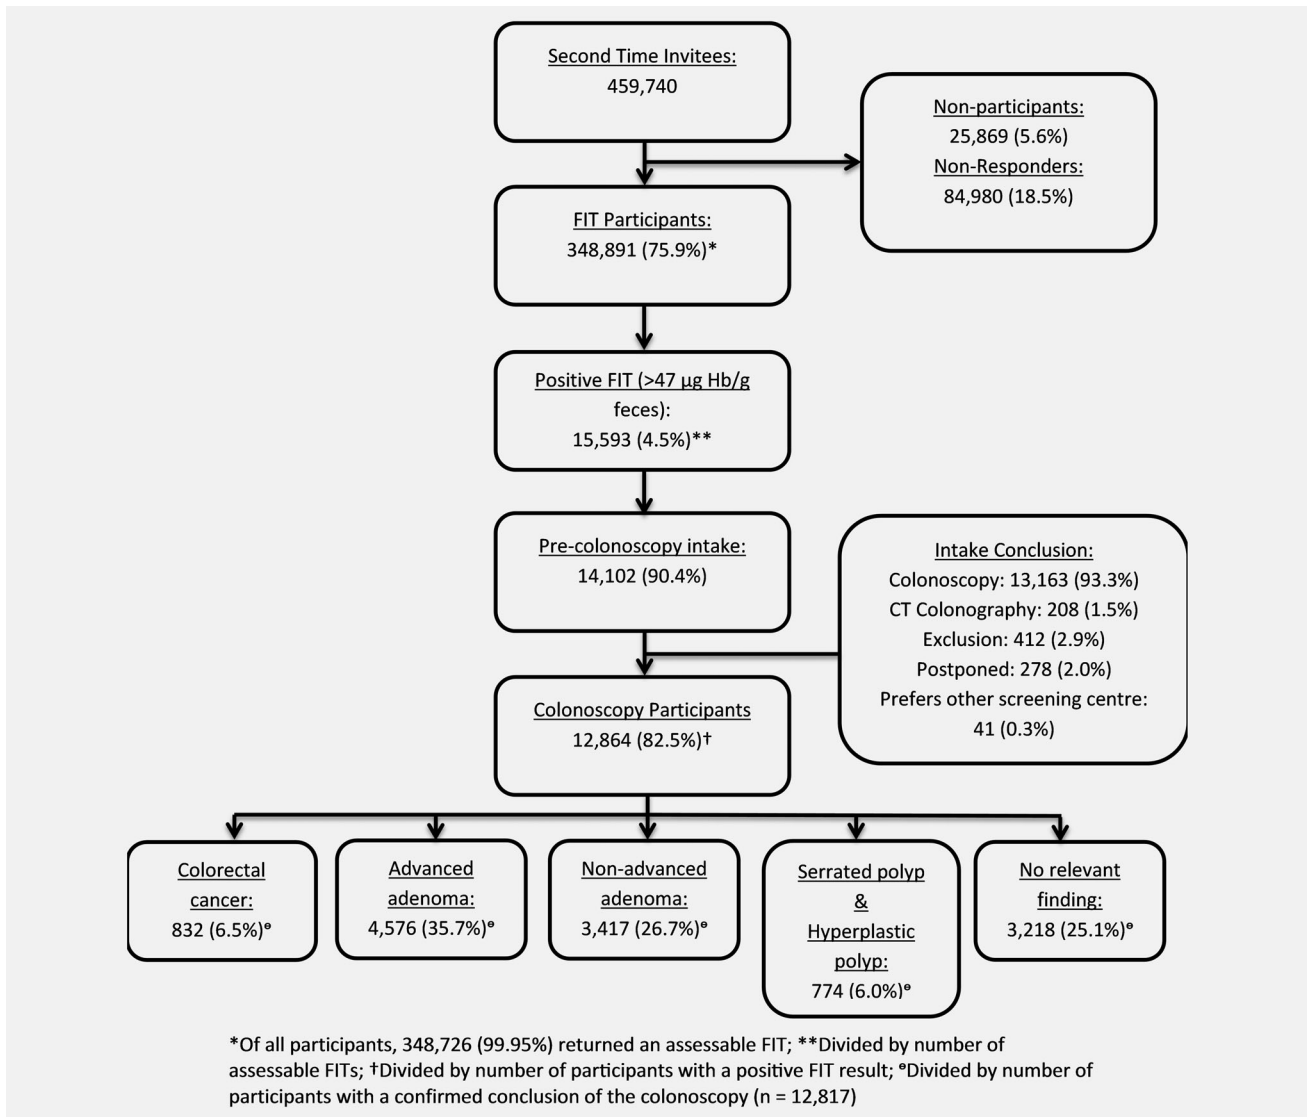 Second Time Invitees:
459,740
Non-participants:
25,869 (5.6%)
Non-Responders:
84,980 (18.5%)
FIT Participants:
348,891 (75.9%)*
Positive FIT (>47 µg Hb/g
feces):
15,593 (4.5%)**
Pre-colonoscopy intake:
14,102 (90.4%)
Intake Conclusion:
Colonoscopy: 13,163 (93.3%)
CT Colonography: 208 (1.5%)
Exclusion: 412 (2.9%)
Postponed: 278 (2.0%)
Prefers other screening centre:
41 (0.3%)
Colonoscopy Participants
12,864 (82.5%)†
Colorectal
cancer:
832 (6.5%)ᶱ
Advanced
adenoma:
4,576 (35.7%)ᶱ
Non-advanced
adenoma:
3,417 (26.7%)ᶱ
Serrated polyp
&
Hyperplastic
polyp:
774 (6.0%)ᶱ
No relevant
finding:
3,218 (25.1%)ᶱ
*Of all participants, 348,726 (99.95%) returned an assessable FIT; **Divided by number of
assessable FITs; †Divided by number of participants with a positive FIT result; ᶱDivided by number of
participants with a confirmed conclusion of the colonoscopy (n = 12,817)